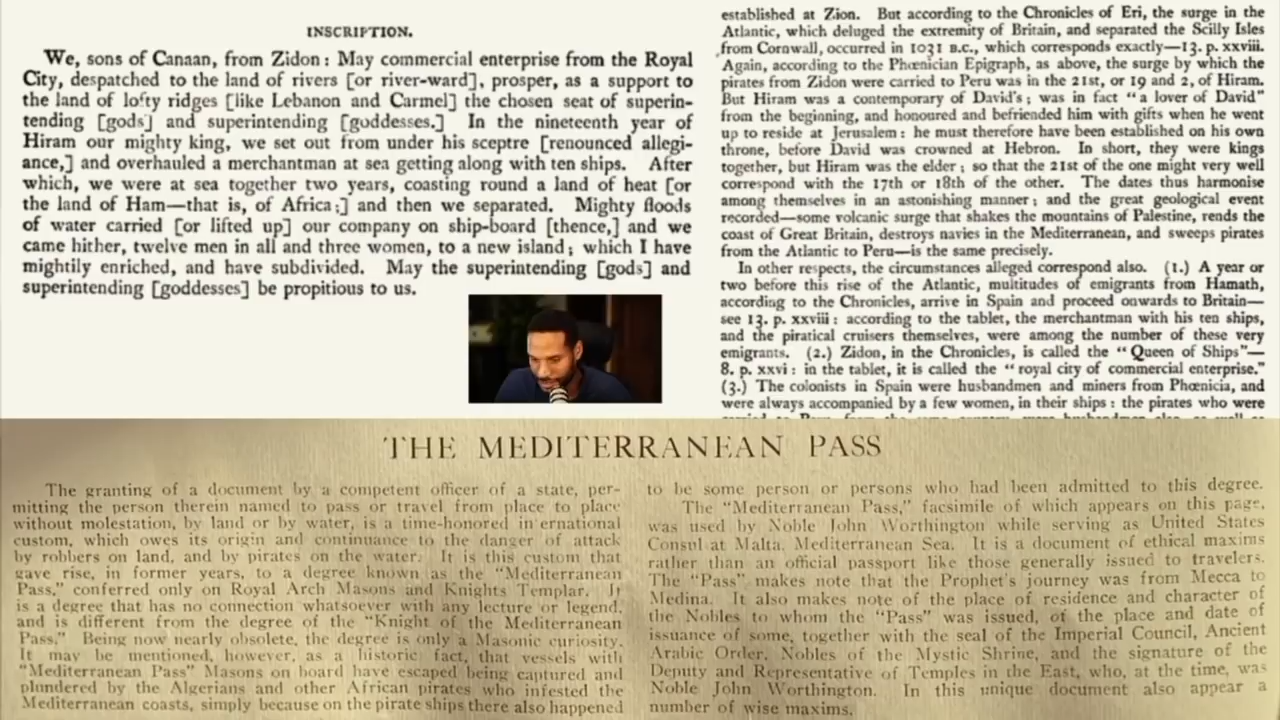 INSCRIPTION.
We, sons of Canaan, from Zidon : May commercial enterprise from the Royal
City, despatched to the land of rivers [or river-ward], prosper, as a support to
the land of lofty ridges [like Lebanon and Carmel] the chosen seat of superin-
tending [gods] and superintending [goddesses.] In the nineteenth year of
Hiram our mighty king, we set out from under his sceptre [renounced allegi-
ance,] and overhauled a merchantman at sea getting along with ten ships. After
which, we were at sea together two years, coasting round a land of heat [or
the land of Ham—that is, of Africa ;] and then we separated. Mighty floods
of water carried [or lifted up] our company on ship-board [thence,] and we
came hither, twelve men in all and three women, to a new island ; which I have
mightily enriched, and have subdivided. May the superintending [gods] and
superintending [goddesses] be propitious to us.
established at Zion. But according to the Chronicles of Eri, the surge in the
Atlantic, which deluged the extremity of Britain, and separated the Scilly Isles
from Cornwall, occurred in 1031 B.C., which corresponds exactly—13. p. xxviii.
Again, according to the Phœnician Epigraph, as above, the surge by which the
pirates from Zidon were carried to Peru was in the 21st, or 19 and 2, of Hiram.
But Hiram was a contemporary of David's ; was in fact "a lover of David"
from the beginning, and honoured and befriended him with gifts when he went
up to reside at Jerusalem : he must therefore have been established on his own
throne, before David was crowned at Hebron. In short, they were kings
together, but Hiram was the elder ; so that the 21st of the one might very well
correspond with the 17th or 18th of the other. The dates thus harmonise
among themselves in an astonishing manner ; and the great geological event
recorded—some volcanic surge that shakes the mountains of Palestine, rends the
coast of Great Britain, destroys navies in the Mediterranean, and sweeps pirates
from the Atlantic to Peru—is the same precisely.
In other respects, the circumstances alleged correspond also. (1.) A year or
two before this rise of the Atlantic, multitudes of emigrants from Hamath,
according to the Chronicles, arrive in Spain and proceed onwards to Britain—
see 13. p. xxviii : according to the tablet, the merchantman with his ten ships,
and the piratical cruisers themselves, were among the number of these very
emigrants. (2.) Zidon, in the Chronicles, is called the "Queen of Ships"—
8. p. xxvi : in the tablet, it is called the "royal city of commercial enterprise."
(3.) The colonists in Spain were husbandmen and miners from Phœnicia, and
were always accompanied by a few women, in their ships : the pirates who were
THE MEDITERRANEAN PASS
The granting of a document by a competent officer of a state, per-
mitting the person therein named to pass or travel from place to place
without molestation, by land or by water, is a time-honored in ernational
custom, which owes its origin and continuance to the danger of attack
by robbers on land, and by pirates on the water. It is this custom that
gave rise, in former years, to a degree known as the "Mediterranean
Pass," conferred only on Royal Arch Masons and Knights Templar. It
is a degree that has no connection whatsoever with any lecture or legend,
and is different from the degree of the "Knight of the Mediterranean
Pass." Being now nearly obsolete, the degree is only a Masonic curiosity.
It may be mentioned, however, as a historic fact, that vessels with
"Mediterranean Pass" Masons on board have escaped being captured and
plundered by the Algerians and other African pirates who infested the
Mediterranean coasts, simply because on the pirate ships there also happened
to be some person or persons who had been admitted to this degree.
The "Mediterranean Pass," facsimile of which appears on this page,
was used by Noble John Worthington while serving as United States
Consul at Malta, Mediterranean Sea. It is a document of ethical maxims
rather than an official passport like those generally issued to travelers.
The "Pass" makes note that the Prophet's journey was from Mecca to
Medina. It also makes note of the place of residence and character of
the Nobles to whom the "Pass" was issued, of the place and date of
issuance of some, together with the seal of the Imperial Council, Ancient
Arabic Order, Nobles of the Mystic Shrine, and the signature of the
Deputy and Representative of Temples in the East, who, at the time, was
Noble John Worthington. In this unique document also appear a
number of wise maxims.